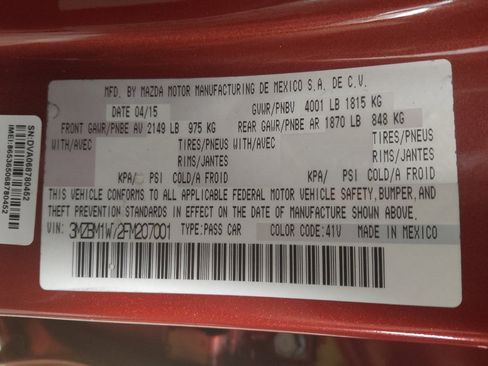 MFD. BY MAZDA MOTOR MANUFACTURING DE MEXICO S.A. DE C.V.
DATE 04/15 GVWR/PNBV 4001 LB 1815 KG
FRONT GAWR/PNBE AV 2149 LB 975 KG REAR GAWR/PNBE AR 1870 LB 848 KG
WITH/AVEC TIRES/PNEUS WITH/AVEC TIRES/PNEUS
RIMS/JANTES RIMS/JANTES
KPA/ PSI COLD/A FROID KPA/ PSI COLD/A FROID
THIS VEHICLE CONFORMS TO ALL APPLICABLE FEDERAL MOTOR VEHICLE SAFETY, BUMPER, AND
THEFT PREVENTION STANDARDS IN EFFECT ON THE DATE OF MANUFACTURE SHOWN ABOVE.
VIN: 3MZBM1W72FM207001 TYPE:PASS CAR COLOR CODE:41V MADE IN MEXICO
SN:DVA068780452
IMEI:865365068780452